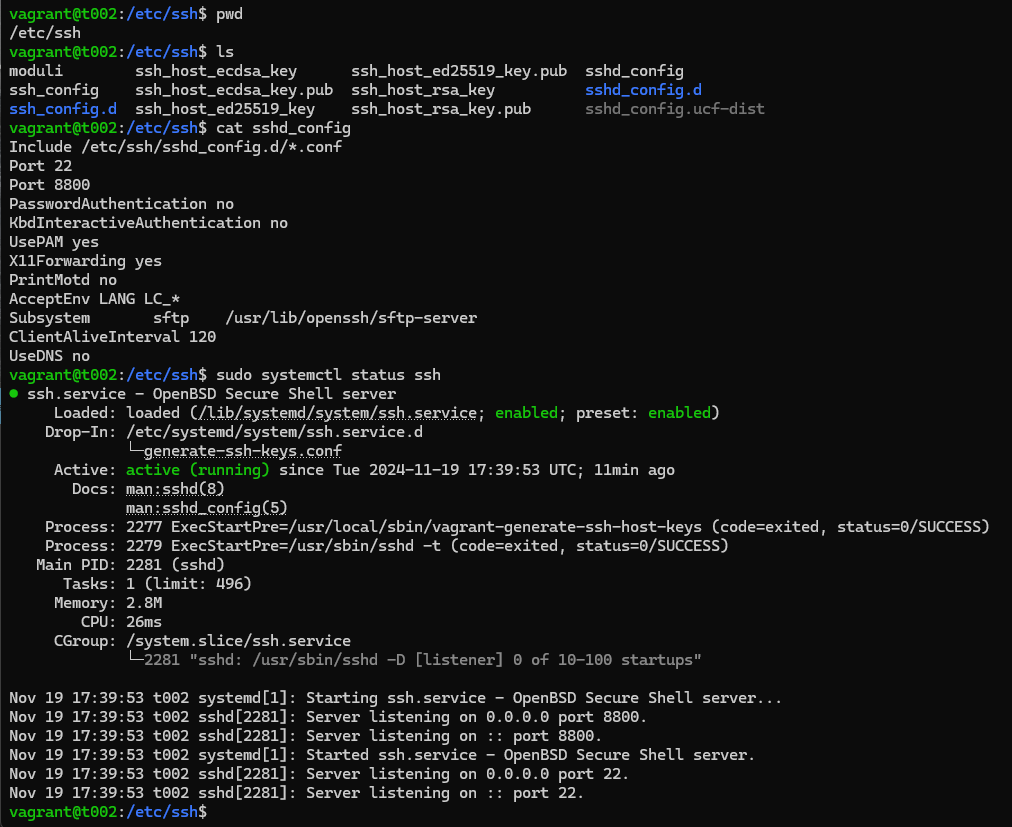 vagrant@t002:/etc/ssh$ pwd
/etc/ssh
vagrant@t002:/etc/ssh$ ls
moduli        ssh_host_ecdsa_key      ssh_host_ed25519_key.pub  sshd_config
ssh_config    ssh_host_ecdsa_key.pub  ssh_host_rsa_key          sshd_config.d
ssh_config.d  ssh_host_ed25519_key    ssh_host_rsa_key.pub      sshd_config.ucf-dist
vagrant@t002:/etc/ssh$ cat sshd_config
Include /etc/ssh/sshd_config.d/*.conf
Port 22
Port 8800
PasswordAuthentication no
KbdInteractiveAuthentication no
UsePAM yes
X11Forwarding yes
PrintMotd no
AcceptEnv LANG LC_*
Subsystem       sftp    /usr/lib/openssh/sftp-server
ClientAliveInterval 120
UseDNS no
vagrant@t002:/etc/ssh$ sudo systemctl status ssh
● ssh.service - OpenBSD Secure Shell server
     Loaded: loaded (/lib/systemd/system/ssh.service; enabled; preset: enabled)
    Drop-In: /etc/systemd/system/ssh.service.d
             └─generate-ssh-keys.conf
     Active: active (running) since Tue 2024-11-19 17:39:53 UTC; 11min ago
       Docs: man:sshd(8)
             man:sshd_config(5)
    Process: 2277 ExecStartPre=/usr/local/sbin/vagrant-generate-ssh-host-keys (code=exited, status=0/SUCCESS)
    Process: 2279 ExecStartPre=/usr/sbin/sshd -t (code=exited, status=0/SUCCESS)
   Main PID: 2281 (sshd)
      Tasks: 1 (limit: 496)
     Memory: 2.8M
        CPU: 26ms
     CGroup: /system.slice/ssh.service
             └─2281 "sshd: /usr/sbin/sshd -D [listener] 0 of 10-100 startups"

Nov 19 17:39:53 t002 systemd[1]: Starting ssh.service - OpenBSD Secure Shell server...
Nov 19 17:39:53 t002 sshd[2281]: Server listening on 0.0.0.0 port 8800.
Nov 19 17:39:53 t002 sshd[2281]: Server listening on :: port 8800.
Nov 19 17:39:53 t002 systemd[1]: Started ssh.service - OpenBSD Secure Shell server.
Nov 19 17:39:53 t002 sshd[2281]: Server listening on 0.0.0.0 port 22.
Nov 19 17:39:53 t002 sshd[2281]: Server listening on :: port 22.
vagrant@t002:/etc/ssh$